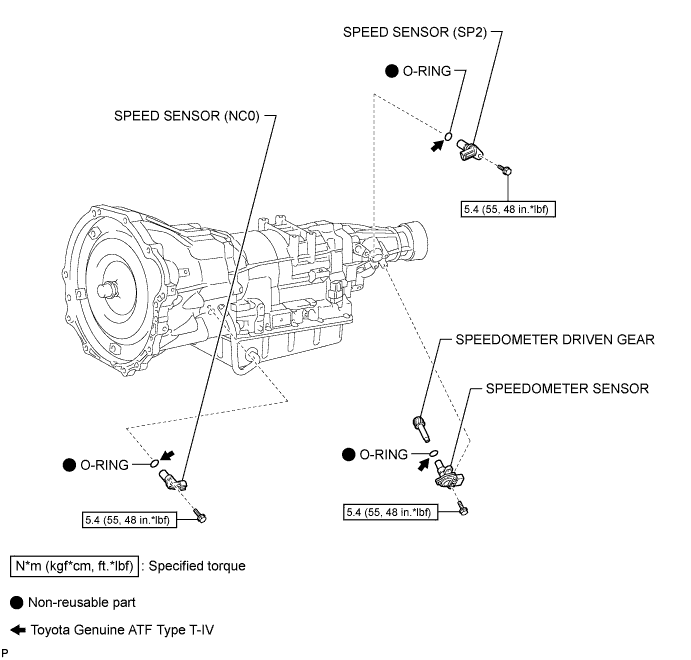 SPEED SENSOR (SP2)
O-RING
SPEED SENSOR (NC0)
5.4 (55, 48 in.*lbf)
SPEEDOMETER DRIVEN GEAR
SPEEDOMETER SENSOR
O-RING
O-RING
5.4 (55, 48 in.*lbf)
5.4 (55, 48 in.*lbf)
N*m (kgf*cm, ft.*lbf) : Specified torque
Non-reusable part
Toyota Genuine ATF Type T-IV
P